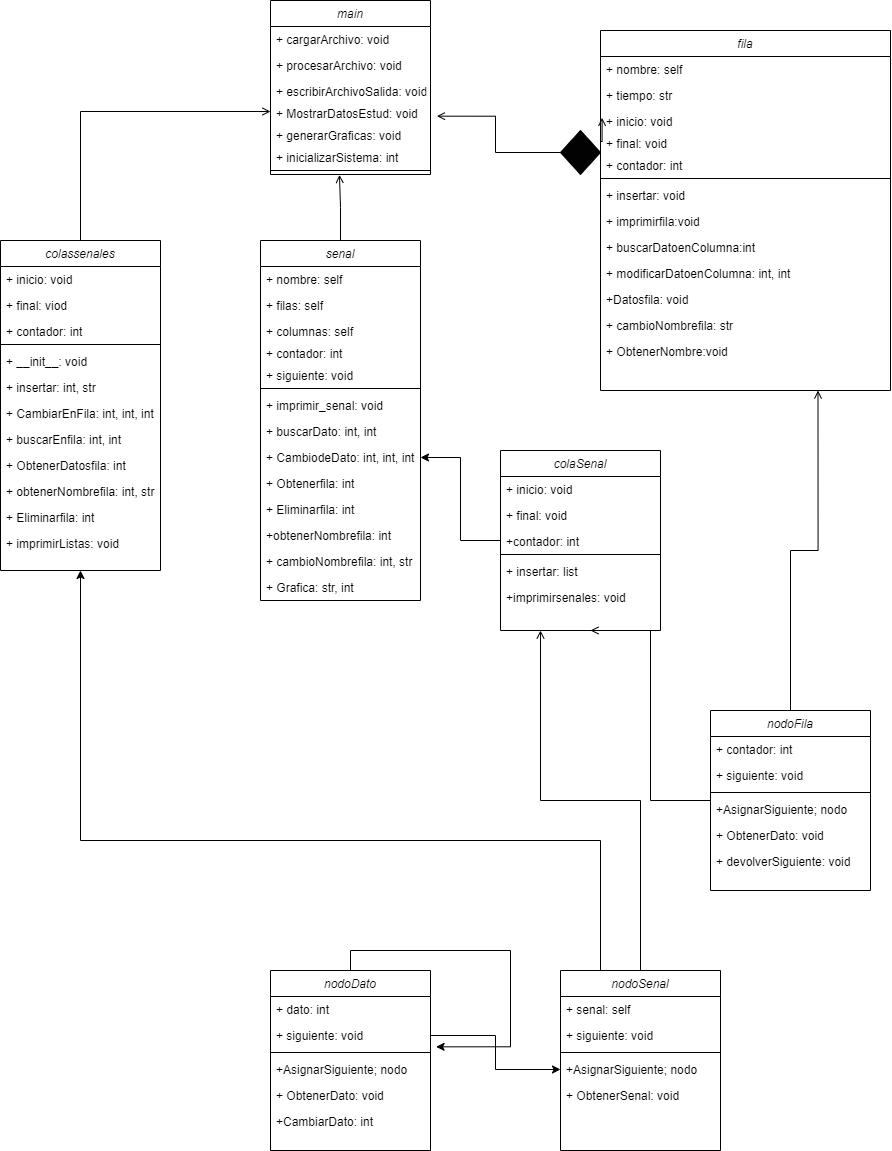 main
+ cargarArchivo: void
+ procesarArchivo: void
+ escribirArchivoSalida: void
+ MostrarDatosEstud: void
+ generarGraficas: void
+ inicializarSistema: int
fila
+ nombre: self
+ tiempo: str
+ inicio: void
+ final: void
+ contador: int
+ insertar: void
+ imprimirfila:void
+ buscarDatoenColumna:int
+ modificarDatoenColumna: int, int
+Datosfila: void
+ cambioNombrefila: str
+ ObtenerNombre:void
colassenales
+ inicio: void
+ final: viod
+ contador: int
+ __init__: void
+ insertar: int, str
+ CambiarEnFila: int, int, int
+ buscarEnfila: int, int
+ ObtenerDatosfila: int
+ obtenerNombrefila: int, str
+ Eliminarfila: int
+ imprimirListas: void
senal
+ nombre: self
+ filas: self
+ columnas: self
+ contador: int
+ siguiente: void
+ imprimir_senal: void
+ buscarDato: int, int
+ CambiodeDato: int, int, int
+ Obtenerfila: int
+ Eliminarfila: int
+obtenerNombrefila: int
+ cambioNombrefila: int, str
+ Grafica: str, int
colaSenal
+ inicio: void
+ final: void
+contador: int
+ insertar: list
+imprimirsenales: void
nodoFila
+ contador: int
+ siguiente: void
+AsignarSiguiente; nodo
+ ObtenerDato: void
+ devolverSiguiente: void
nodoDato
+ dato: int
+ siguiente: void
+AsignarSiguiente; nodo
+ ObtenerDato: void
+CambiarDato: int
nodoSenal
+ senal: self
+ siguiente: void
+AsignarSiguiente; nodo
+ ObtenerSenal: void